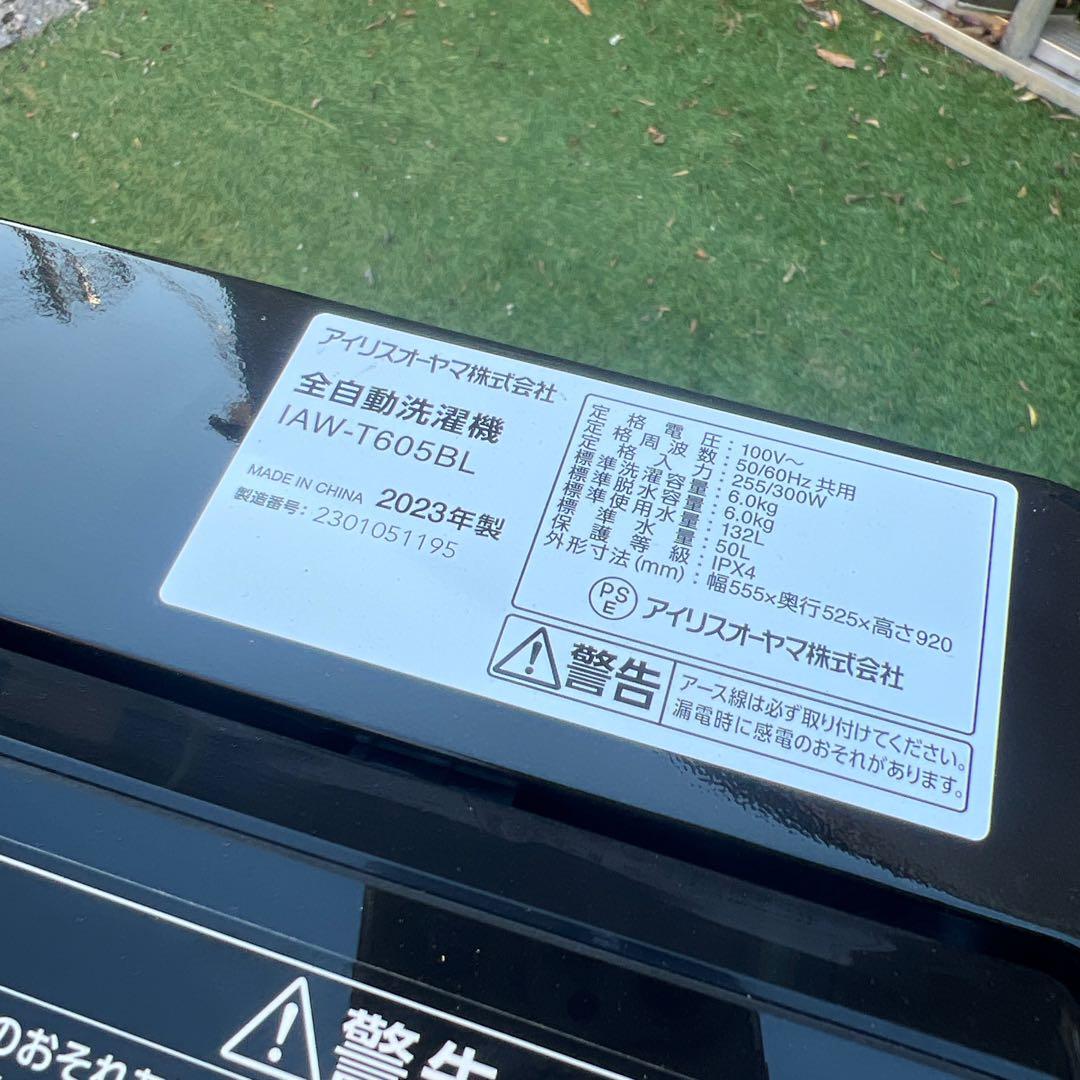 アイリスオーヤマ株式会社
全自動洗濯機
IAW-T605BL
MADE IN CHINA 2023年製
製造番号: 2301051195
定格電圧: 100V～
定格周波数: 50/60Hz 共用
定格入力: 255/300W
標準洗濯容量: 6.0kg
標準脱水容量: 6.0kg
標準使用水量: 132L
標準水量: 50L
保護等級: IPX4
外形寸法(mm): 幅555×奥行525×高さ920
PSE アイリスオーヤマ株式会社
警告
アース線は必ず取り付けてください。
漏電時に感電のおそれがあります。
警告
のおそれ